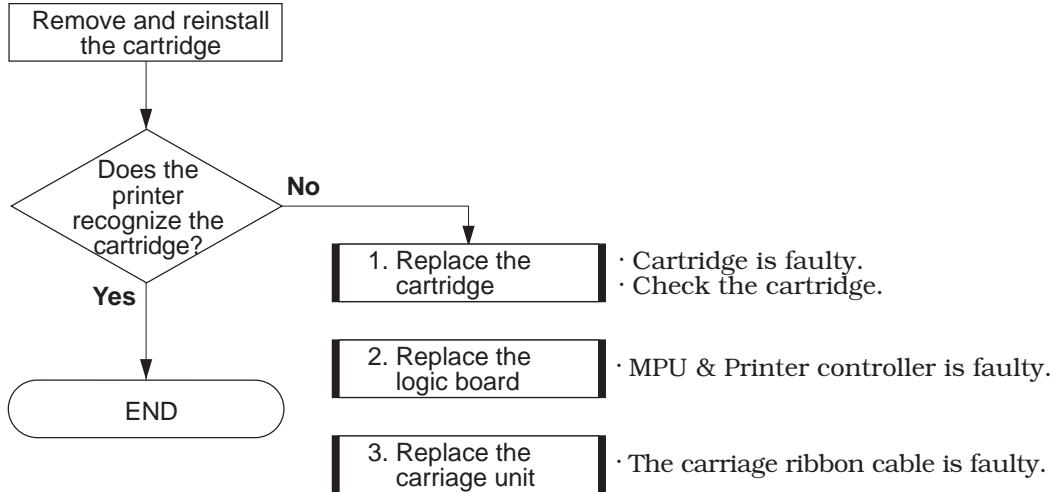 Remove and reinstall
the cartridge
Does the
printer
recognize the
cartridge?
No
Yes
END
1. Replace the
cartridge
· Cartridge is faulty.
· Check the cartridge.
2. Replace the
logic board
· MPU & Printer controller is faulty.
3. Replace the
carriage unit
· The carriage ribbon cable is faulty.